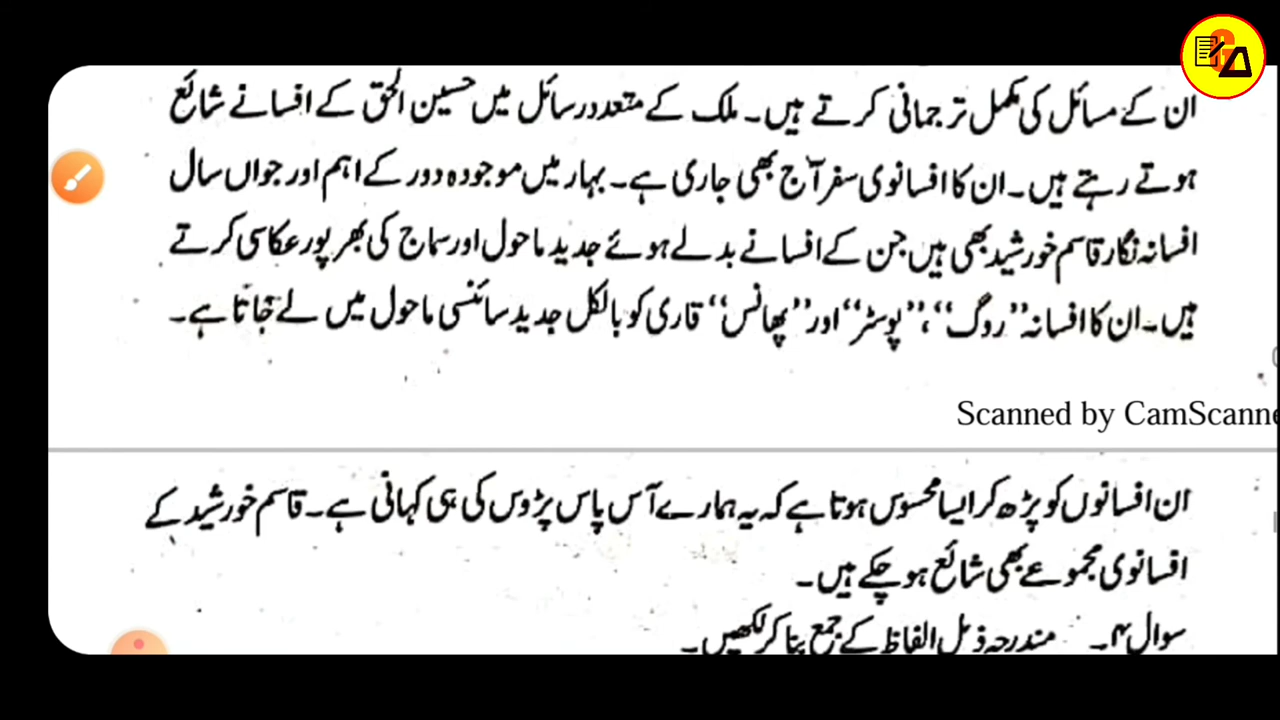 ان کے مسائل کی مکمل ترجمانی کرتے ہیں۔ ملک کے متعدد رسائل میں حسین الحق کے افسانے شائع
ہوتے رہتے ہیں۔ ان کا افسانوی سفر آج بھی جاری ہے۔ بہار میں موجودہ دور کے اہم اور جواں سال
افسانہ نگار قاسم خورشید بھی ہیں جن کے افسانے بدلے ہوئے جدید ماحول اور سماج کی بھرپور عکاسی کرتے
ہیں۔ ان کا افسانہ ”روگ“، ”پوسٹر“ اور ”پھانس“ قاری کو بالکل جدید سائنسی ماحول میں لے جاتا ہے۔
Scanned by CamScanne
ان افسانوں کو پڑھ کر ایسا محسوس ہوتا ہے کہ یہ ہمارے آس پاس پڑوس کی ہی کہانی ہے۔ قاسم خورشید کے
افسانوی مجموعے بھی شائع ہو چکے ہیں۔
سوال ۴۔ مندرجہ ذیل الفاظ کے جمع بنا کر لکھیں۔